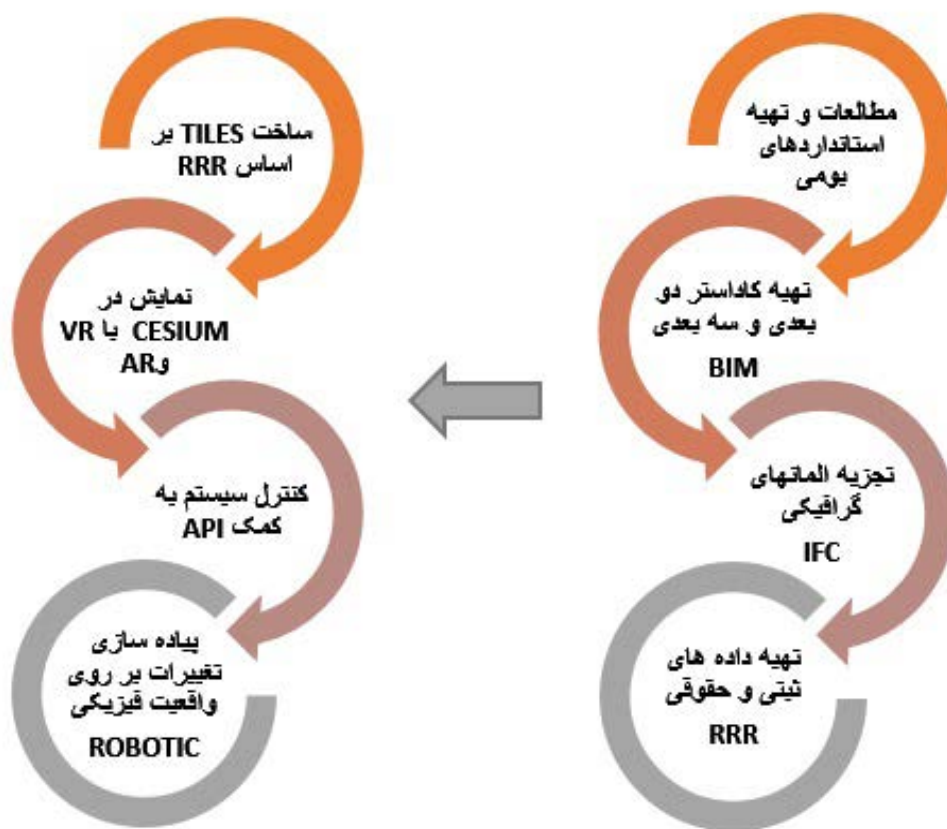 مطالعات و تهیه
استانداردهای
بومی
تهیه کاداستر دو
بعدی و سه بعدی
BIM
تجزیه المانهای
گرافیکی
IFC
تهیه داده های
ثبتی و حقوقی
RRR
ساخت TILES بر
اساس RRR
نمایش در
CESIUM یا VR
وAR
کنترل سیستم به
کمک API
پیاده سازی
تغییرات بر روی
واقعیت فیزیکی
ROBOTIC